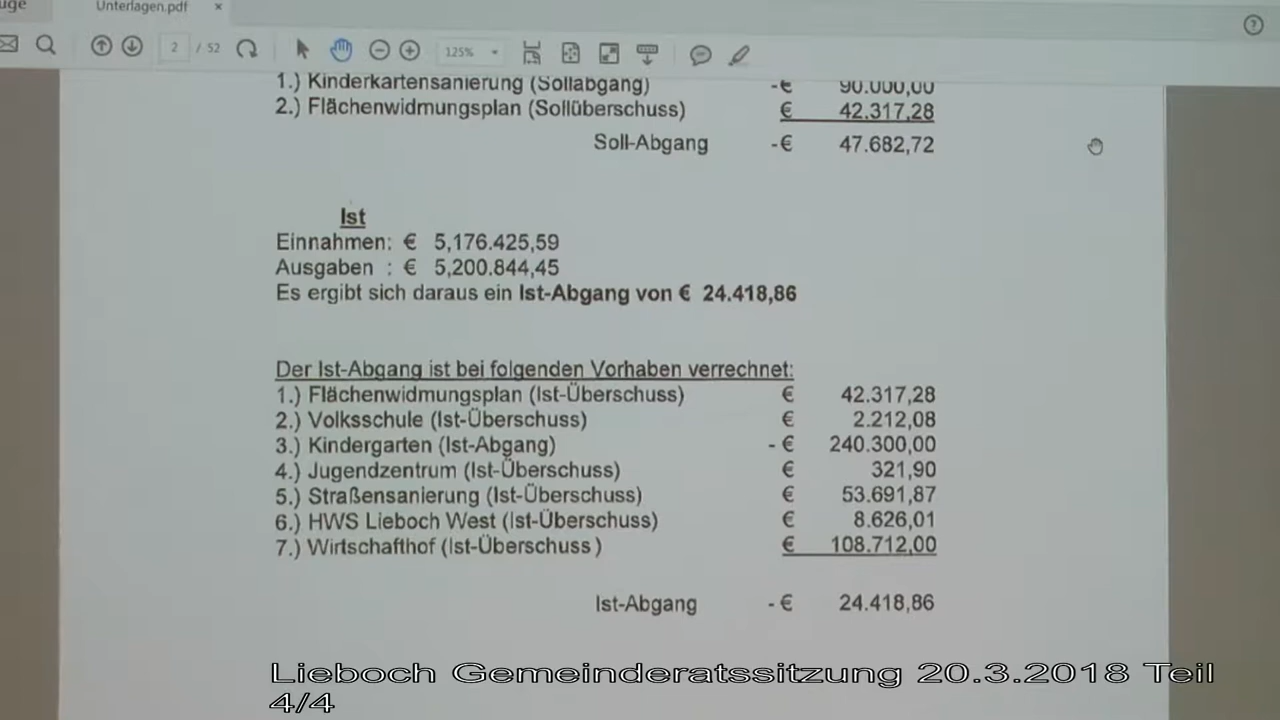 Unterlagen.pdf ×
2 / 52 125%
1.) Kinderkartensanierung (Sollabgang) -€ 90.000,00
2.) Flächenwidmungsplan (Sollüberschuss) € 42.317,28
Soll-Abgang -€ 47.682,72
Ist
Einnahmen: € 5,176.425,59
Ausgaben : € 5,200.844,45
Es ergibt sich daraus ein Ist-Abgang von € 24.418,86
Der Ist-Abgang ist bei folgenden Vorhaben verrechnet:
1.) Flächenwidmungsplan (Ist-Überschuss) € 42.317,28
2.) Volksschule (Ist-Überschuss) € 2.212,08
3.) Kindergarten (Ist-Abgang) - € 240.300,00
4.) Jugendzentrum (Ist-Überschuss) € 321,90
5.) Straßensanierung (Ist-Überschuss) € 53.691,87
6.) HWS Lieboch West (Ist-Überschuss) € 8.626,01
7.) Wirtschafthof (Ist-Überschuss ) € 108.712,00
Ist-Abgang - € 24.418,86
Lieboch Gemeinderatssitzung 20.3.2018 Teil
4/4